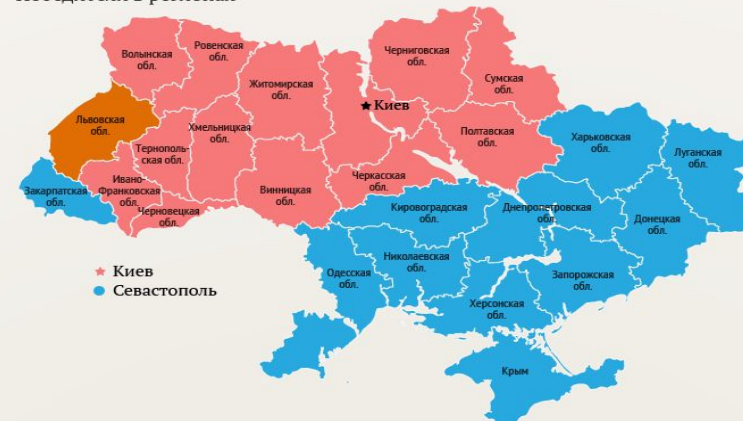 Волынская
обл.
Ровенская
обл.
Житомирская
обл.
Черниговская
обл.
Сумская
обл.
Киев
Львовская
обл.
Тернополь-
ская обл.
Хмельницкая
обл.
Полтавская
обл.
Харьковская
обл.
Луганская
обл.
Закарпатская
обл.
Ивано-
Франковская
обл.
Черновецкая
обл.
Винницкая
обл.
Черкасская
обл.
Кировоградская
обл.
Днепропетровская
обл.
Донецкая
обл.
Одесская
обл.
Николаевская
обл.
Запорожская
обл.
Херсонская
обл.
Крым
Киев
Севастополь